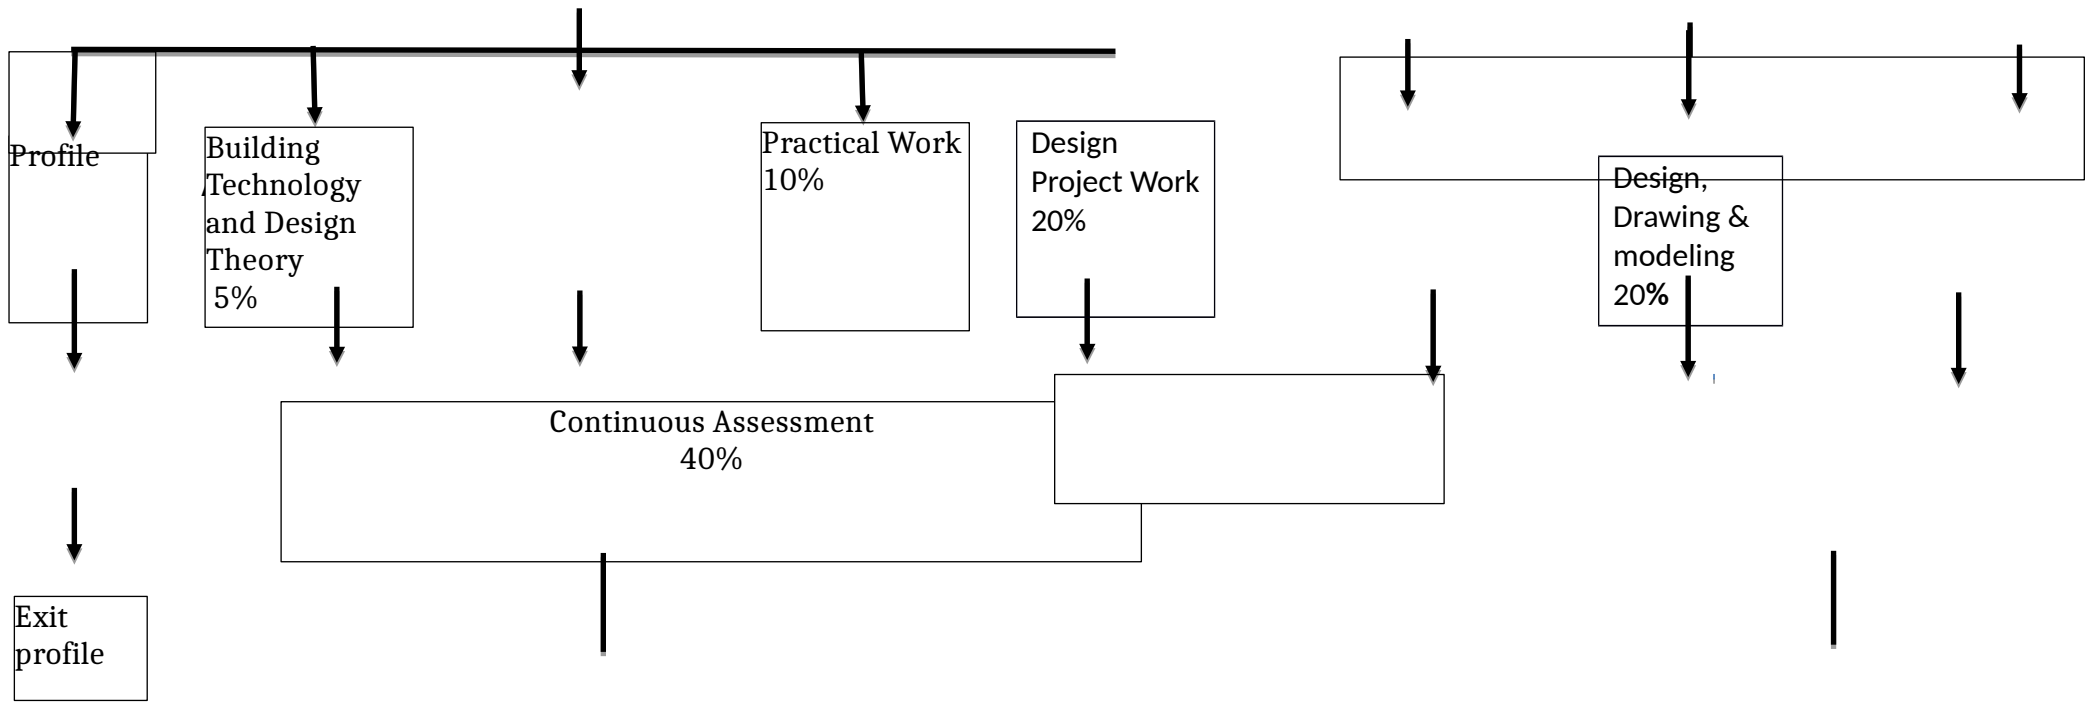 Profile
Building
Technology
and Design
Theory
5%
Practical Work
10%
Design
Project Work
20%
Design,
Drawing &
modeling
20%
Continuous Assessment
40%
Exit
profile